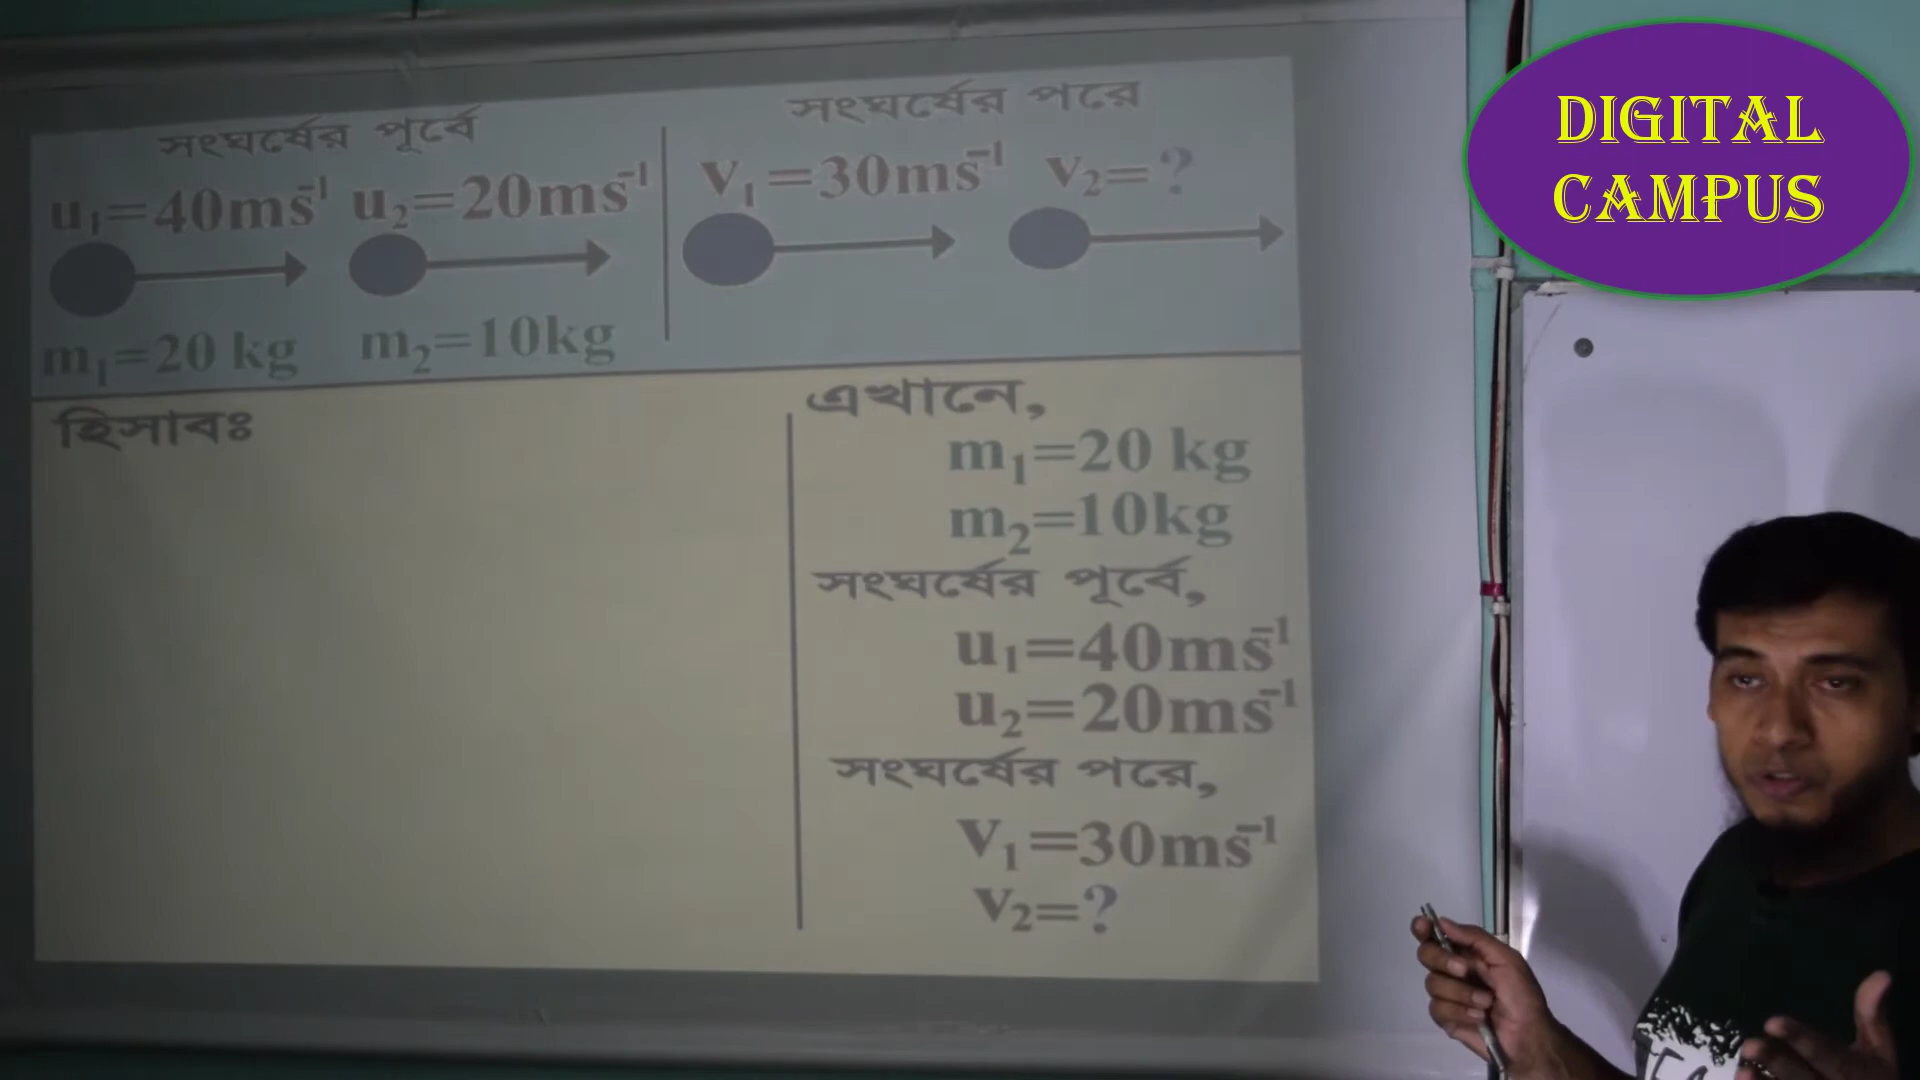 সংঘর্ষের পূর্বে
u₁=40ms⁻¹ u₂=20ms⁻¹
m₁=20 kg m₂=10kg
সংঘর্ষের পরে
v₁=30ms⁻¹ v₂=?
হিসাবঃ
এখানে,
m₁=20 kg
m₂=10kg
সংঘর্ষের পূর্বে,
u₁=40ms⁻¹
u₂=20ms⁻¹
সংঘর্ষের পরে,
v₁=30ms⁻¹
v₂=?
DIGITAL
CAMPUS